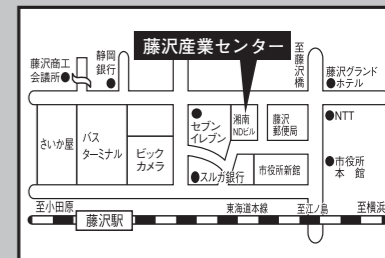 藤沢産業センター
至藤沢橋
藤沢商工
会議所
静岡
銀行
藤沢グランド
ホテル
さいか屋
バス
ターミナル
ビック
カメラ
セブン
イレブン
湘南
NDビル
藤沢
郵便局
NTT
スルガ銀行
市役所新館
市役所
本館
至小田原
藤沢駅
東海道本線
至江ノ島
至横浜